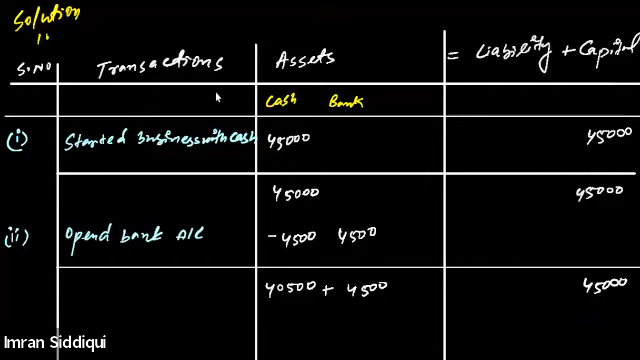 Solution
S.NO Transactions Assets = Liability + Capital
Cash Bank
(i) Started Business with Cash 45000 45000
45000 45000
(ii) Opend bank A/C -4500 4500
40500 + 4500 45000
Imran Siddiqui